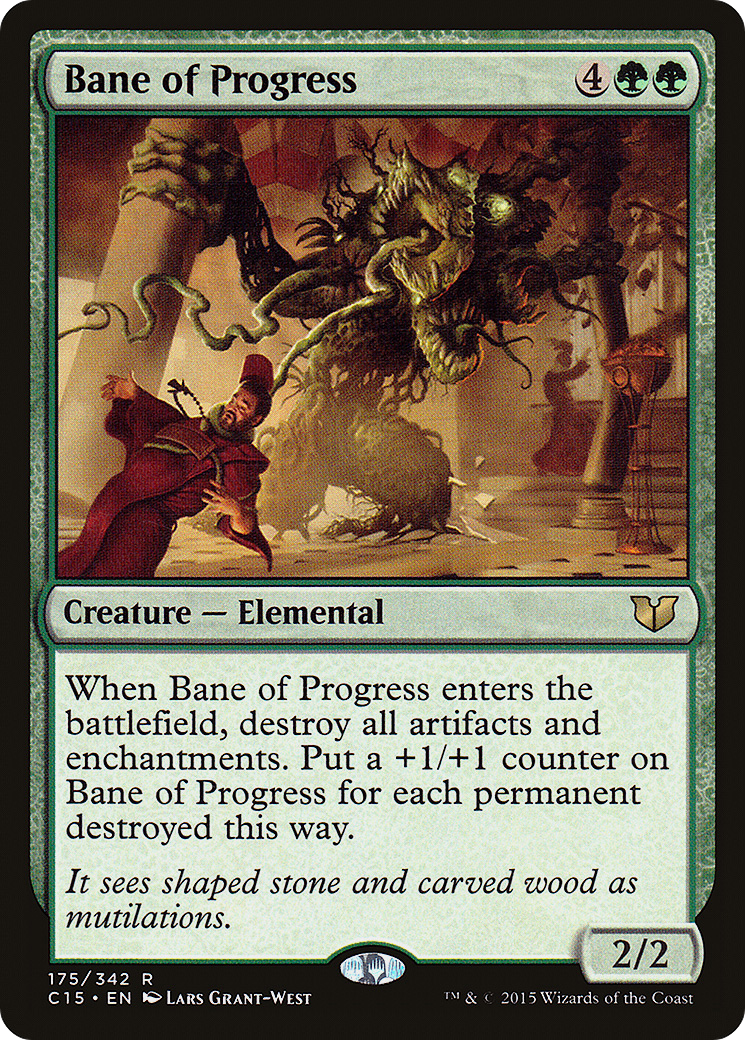 Bane of Progress 4
Creature — Elemental
When Bane of Progress enters the
battlefield, destroy all artifacts and
enchantments. Put a +1/+1 counter on
Bane of Progress for each permanent
destroyed this way.
It sees shaped stone and carved wood as
mutilations.
2/2
175/342 R
C15 • EN Lars Grant-West
™ & © 2015 Wizards of the Coast